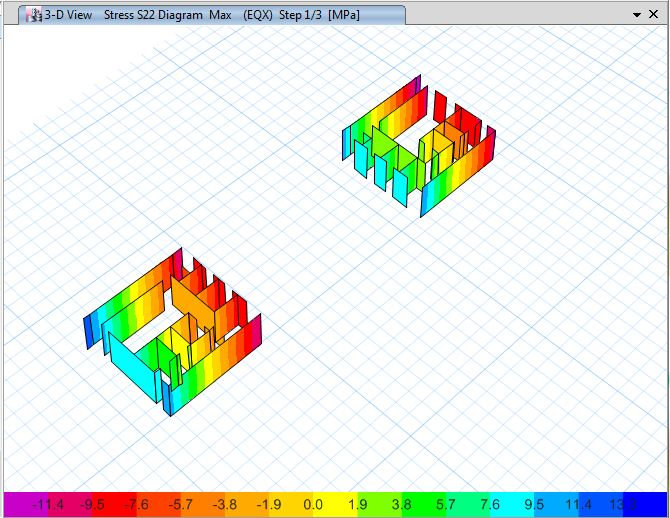 3-D View Stress S22 Diagram Max (EQX) Step 1/3 [MPa]
-11.4 -9.5 -7.6 -5.7 -3.8 -1.9 0.0 1.9 3.8 5.7 7.6 9.5 11.4